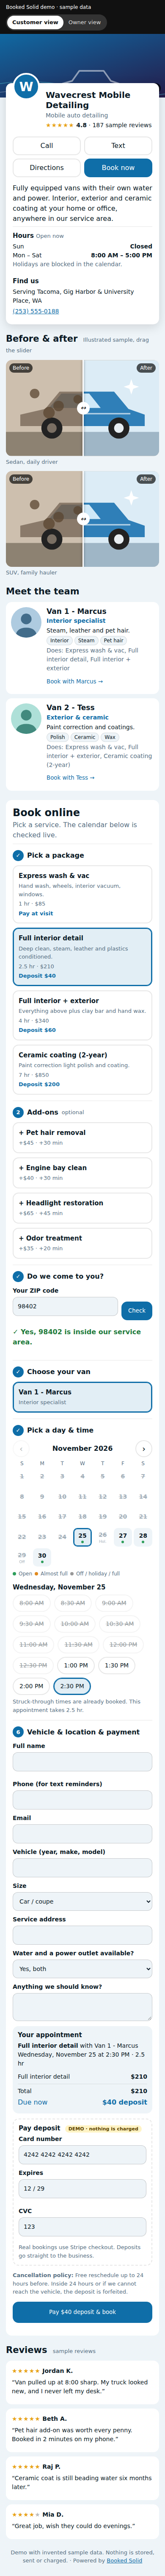 Booked Solid demo · sample data
Customer view
Owner view
W
Wavecrest Mobile
Detailing
Mobile auto detailing
★★★★★ 4.8 · 187 sample reviews
Call
Text
Directions
Book now
Fully equipped vans with their own water and power. Interior, exterior and ceramic coating at your home or office, anywhere in our service area.
Hours Open now
Sun Closed
Mon – Sat 8:00 AM – 5:00 PM
Holidays are blocked in the calendar.
Find us
Serving Tacoma, Gig Harbor & University
Place, WA
(253) 555-0188
Before & after Illustrated sample, drag
the slider
Before
After
Sedan, daily driver
Before
After
SUV, family hauler
Meet the team
Van 1 - Marcus
Interior specialist
Steam, leather and pet hair.
Interior Steam Pet hair
Does: Express wash & vac, Full
interior detail, Full interior +
exterior
Book with Marcus →
Van 2 - Tess
Exterior & ceramic
Paint correction and coatings.
Polish Ceramic Wax
Does: Express wash & vac, Full
interior + exterior, Ceramic coating
(2-year)
Book with Tess →
Book online
Pick a service. The calendar below is
checked live.
✓ Pick a package
Express wash & vac
Hand wash, wheels, interior vacuum,
windows.
1 hr · $85
Pay at visit
Full interior detail
Deep clean, steam, leather and plastics
conditioned.
2.5 hr · $210
Deposit $40
Full interior + exterior
Everything above plus clay bar and hand wax.
4 hr · $340
Deposit $60
Ceramic coating (2-year)
Paint correction light polish and coating.
7 hr · $850
Deposit $200
2 Add-ons optional
+ Pet hair removal
+$45 · +30 min
+ Engine bay clean
+$40 · +30 min
+ Headlight restoration
+$65 · +45 min
+ Odor treatment
+$35 · +20 min
✓ Do we come to you?
Your ZIP code
98402
Check
✓ Yes, 98402 is inside our service
area.
✓ Choose your van
Van 1 - Marcus
Interior specialist
✓ Pick a day & time
‹ November 2026 ›
S M T W T F S
1 2 3 4 5 6 7
8 9 10 11 12 13 14
15 16 17 18 19 20 21
22 23 24 25 26 27 28
29 30
Open Almost full Off / holiday / full
Wednesday, November 25
8:00 AM 8:30 AM 9:00 AM
9:30 AM 10:00 AM 10:30 AM
11:00 AM 11:30 AM 12:00 PM
12:30 PM 1:00 PM 1:30 PM
2:00 PM 2:30 PM
Struck-through times are already booked. This
appointment takes 2.5 hr.
6 Vehicle & location & payment
Full name
Phone (for text reminders)
Email
Vehicle (year, make, model)
Size
Car / coupe
Service address
Water and a power outlet available?
Yes, both
Anything we should know?
Your appointment
Full interior detail with Van 1 - Marcus
Wednesday, November 25 at 2:30 PM · 2.5
hr
Full interior detail $210
Total $210
Due now $40 deposit
Pay deposit DEMO - nothing is charged
Card number
4242 4242 4242 4242
Expires
12 / 29
CVC
123
Real bookings use Stripe checkout. Deposits
go straight to the business.
Cancellation policy: Free reschedule up to 24
hours before. Inside 24 hours or if we cannot
reach the vehicle, the deposit is forfeited.
Pay $40 deposit & book
Reviews sample reviews
★★★★★ Jordan K.
“Van pulled up at 8:00 sharp. My truck looked
new, and I never left my desk.”
★★★★★ Beth A.
“Pet hair add-on was worth every penny.
Booked in 2 minutes on my phone.”
★★★★★ Raj P.
“Ceramic coat is still beading water six months
later.”
★★★★★ Mia D.
“Great job, wish they could do evenings.”
Demo with invented sample data. Nothing is stored,
sent or charged. · Powered by Booked Solid